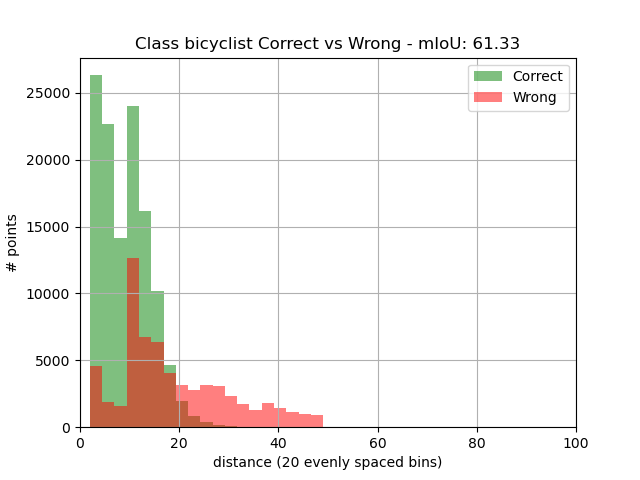 Class bicyclist Correct vs Wrong - mIoU: 61.33
Correct
Wrong
# points
25000
20000
15000
10000
5000
0
0 20 40 60 80 100
distance (20 evenly spaced bins)